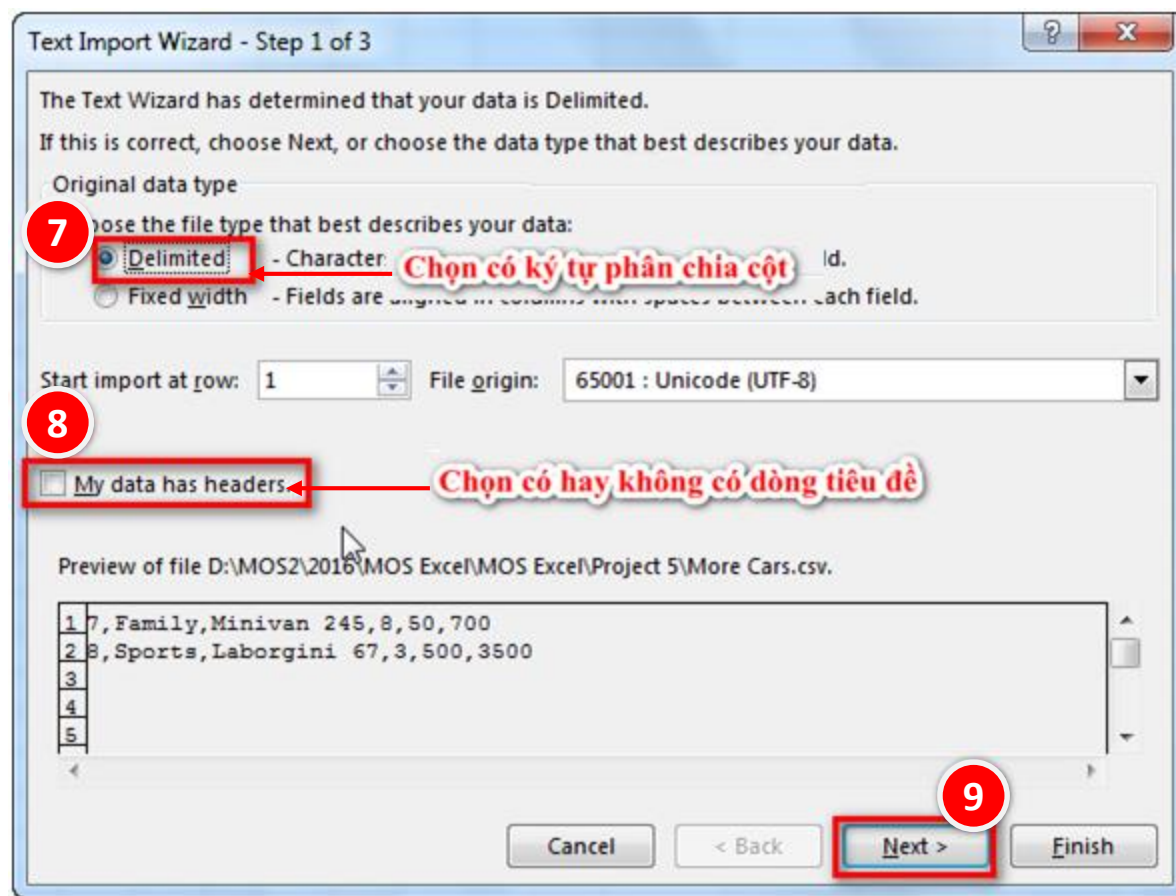 Text Import Wizard - Step 1 of 3
The Text Wizard has determined that your data is Delimited.
If this is correct, choose Next, or choose the data type that best describes your data.
Original data type
7
oose the file type that best describes your data:
Delimited - Character Chọn có ký tự phân chia cột ld.
Fixed width - Fields are aligned in columns with spaces between each field.
Start import at row: 1 File origin: 65001 : Unicode (UTF-8)
8
My data has headers. Chọn có hay không có dòng tiêu đề
Preview of file D:\MOS2\2016\MOS Excel\MOS Excel\Project 5\More Cars.csv.
1 7,Family,Minivan 245,8,50,700
2 8,Sports,Laborgini 67,3,500,3500
3
4
5
9
Cancel < Back Next > Finish